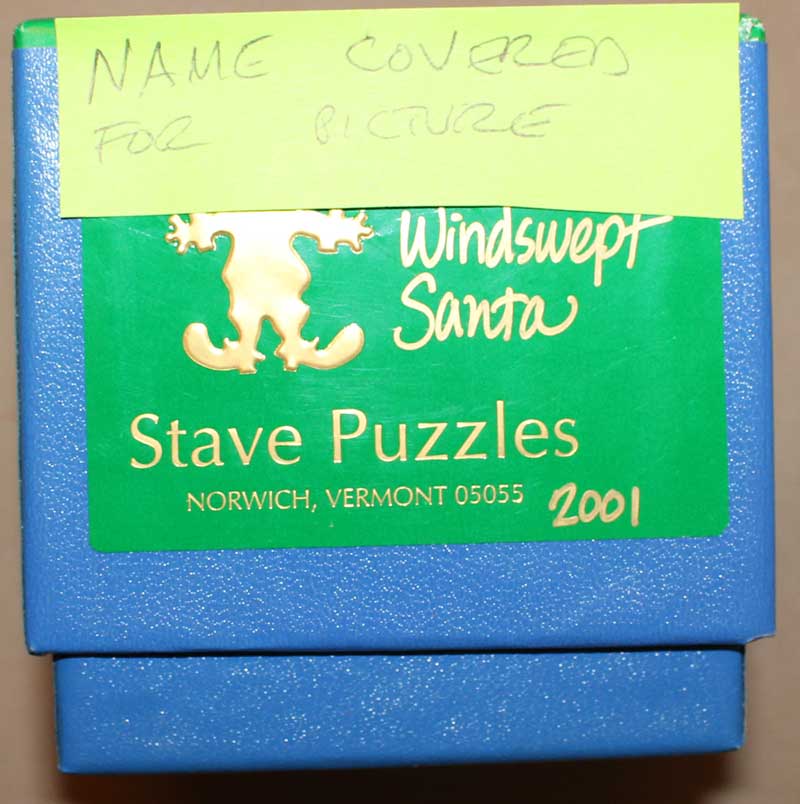 NAME COVERED
FOR PICTURE
Windswept
Santa
Stave Puzzles
NORWICH, VERMONT 05055 2001